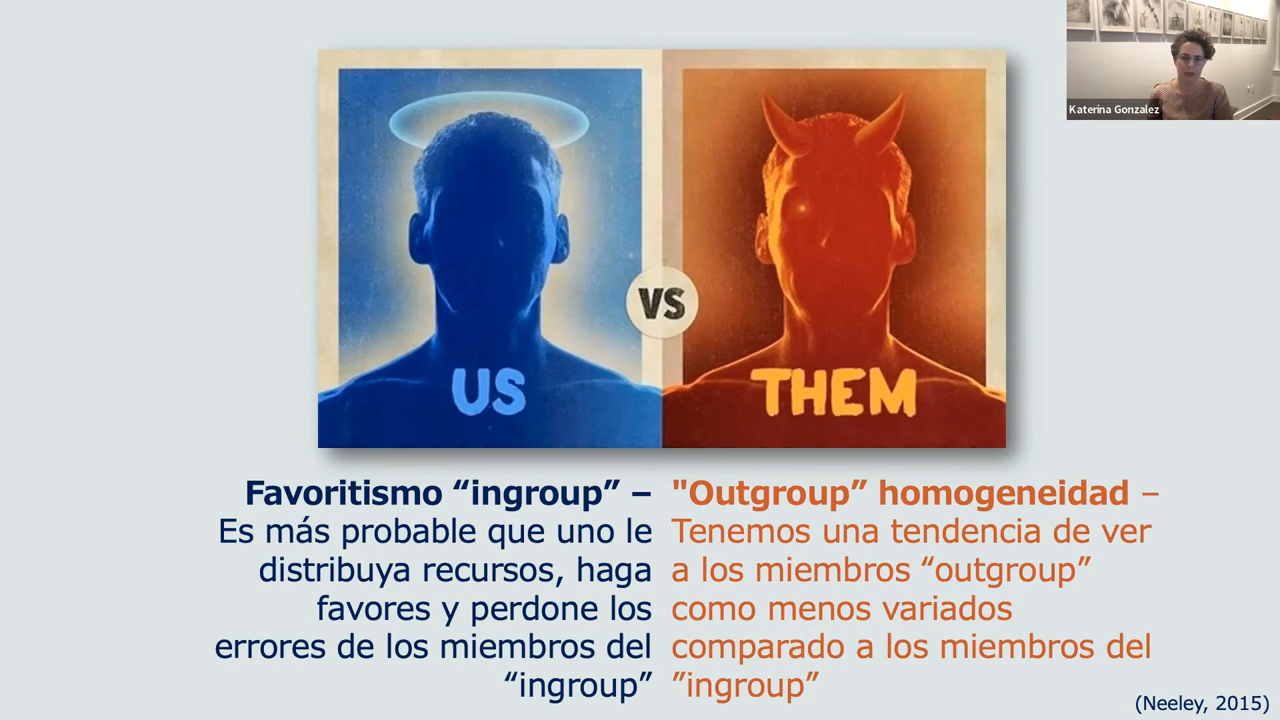 Katerina Gonzalez
VS
US
THEM
Favoritismo “ingroup” –
Es más probable que uno le
distribuya recursos, haga
favores y perdone los
errores de los miembros del
“ingroup”
"Outgroup” homogeneidad –
Tenemos una tendencia de ver
a los miembros “outgroup”
como menos variados
comparado a los miembros del
”ingroup”
(Neeley, 2015)